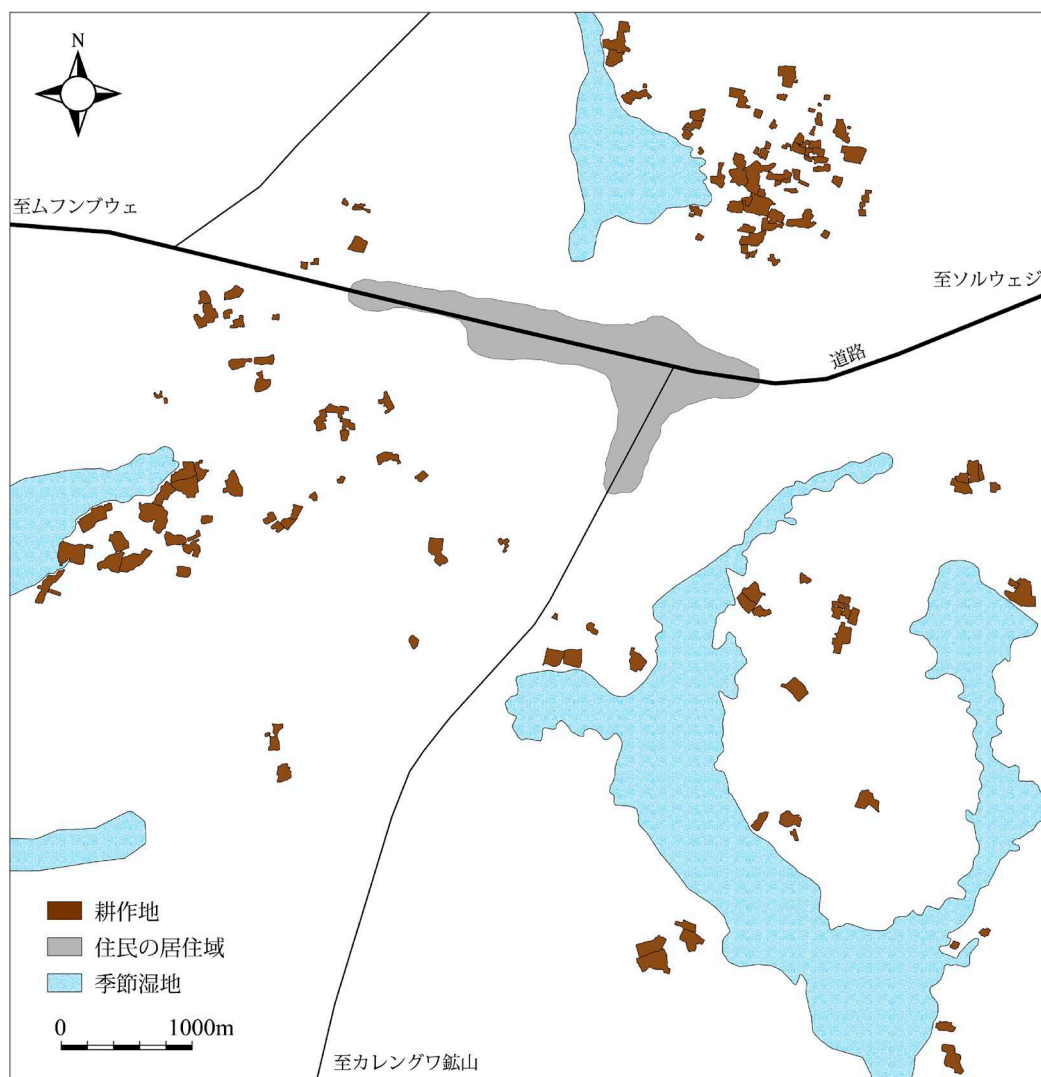 N
至ムフンブウェ
至ソルウェジ
道路
耕作地
住民の居住域
季節湿地
0 1000m
至カレングワ鉱山